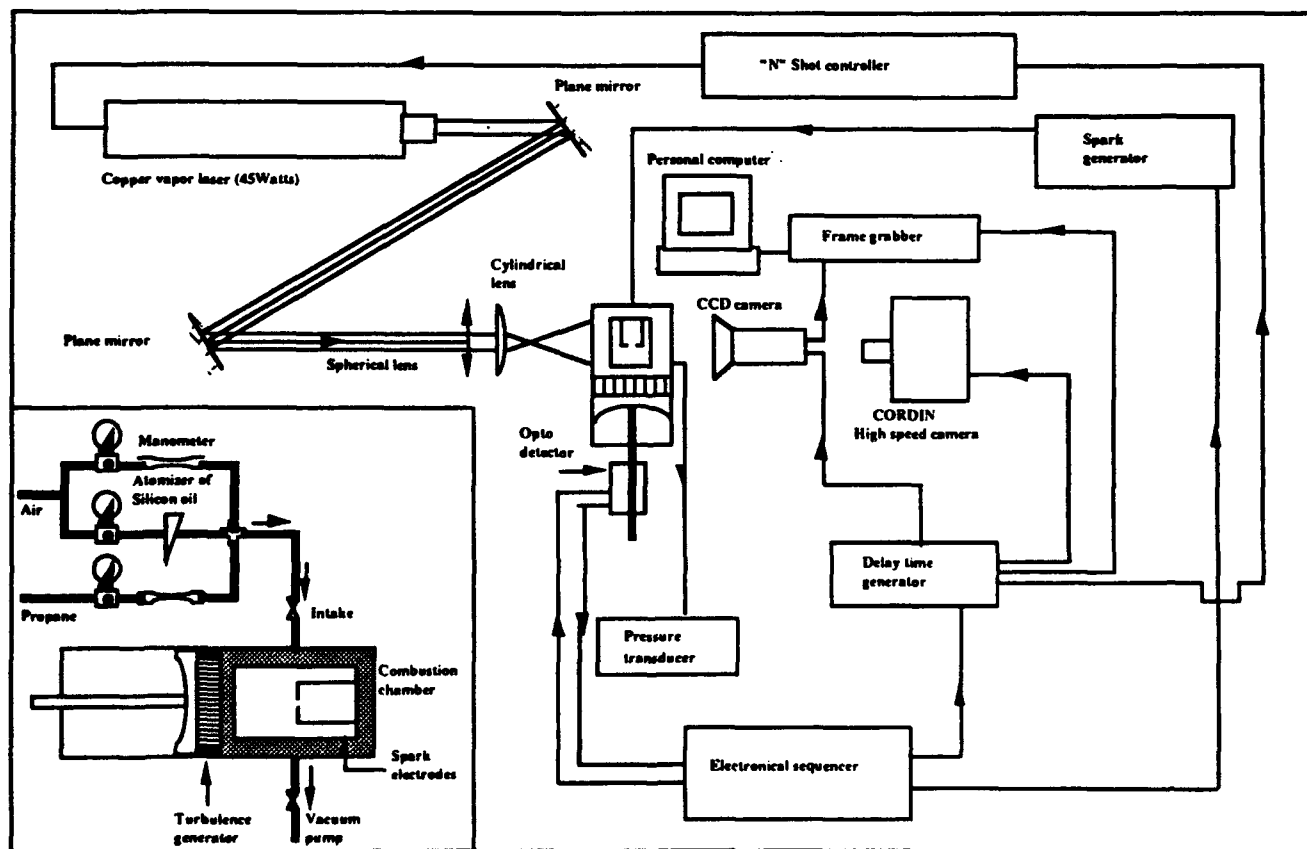 "N" Shot controller
Plane mirror
Spark
generator
Personal computer
Copper vapor laser (45Watts)
Frame grabber
Cylindrical
lens
CCD camera
Plane mirror
Spherical lens
CORDIN
High speed camera
Opto
detector
Manometer
Atomizer of
Silicon oil
Air
Delay time
generator
Propane
Intake
Pressure
transducer
Combustion
chamber
Spark
electrodes
Electronical sequencer
Turbulence
generator
Vacuum
pump